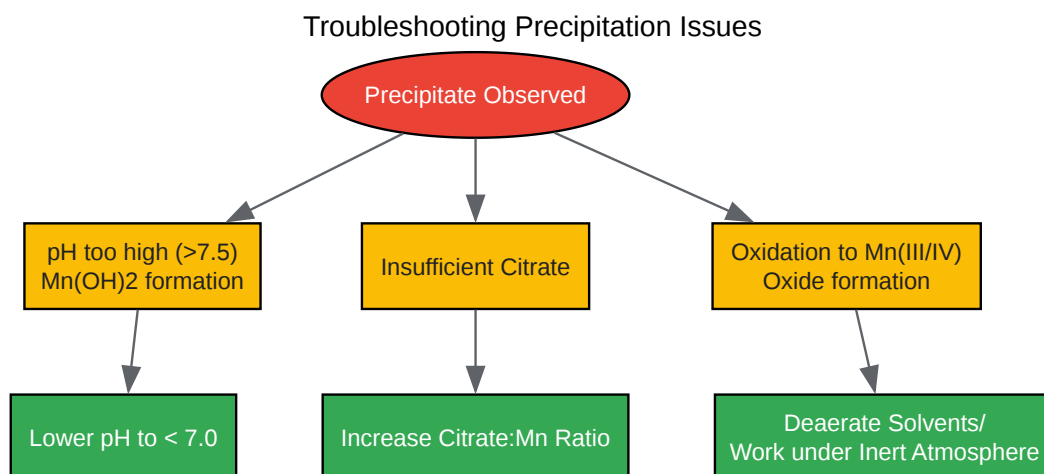 Troubleshooting Precipitation Issues
Precipitate Observed
pH too high (>7.5)
Mn(OH)2 formation
Insufficient Citrate
Oxidation to Mn(III/IV)
Oxide formation
Lower pH to < 7.0
Increase Citrate:Mn Ratio
Deaerate Solvents/
Work under Inert Atmosphere